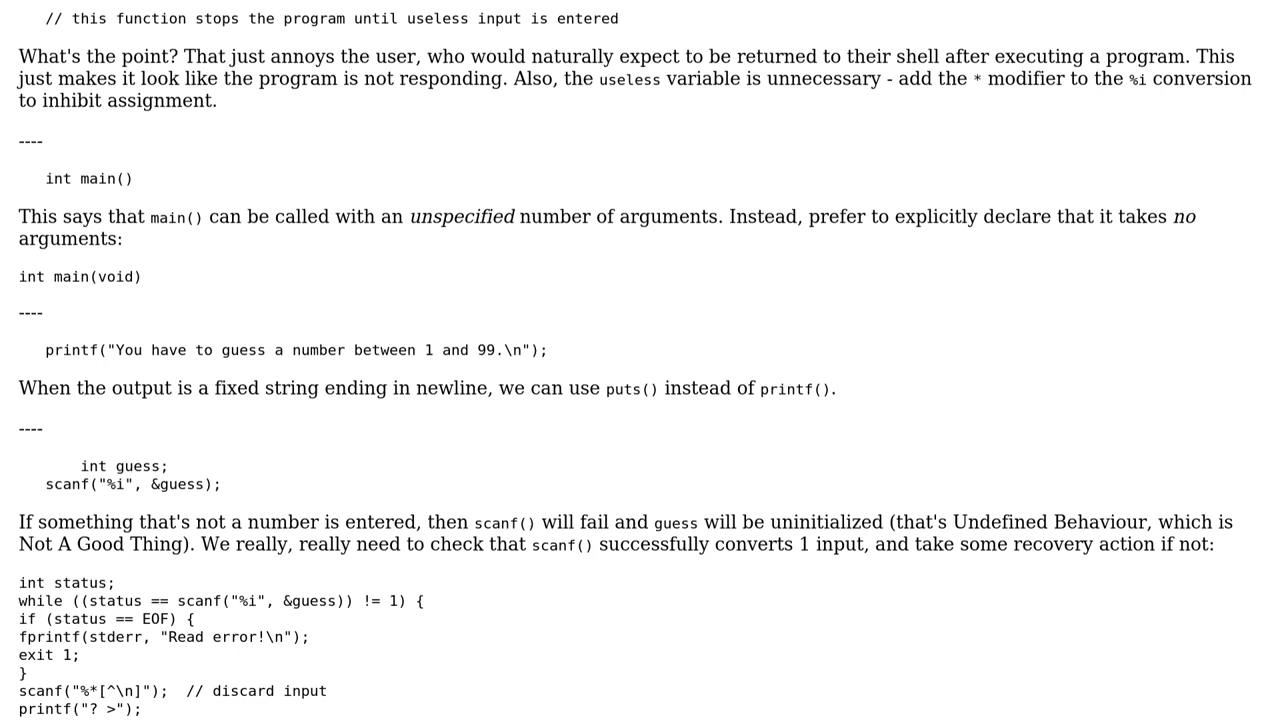 // this function stops the program until useless input is entered
What's the point? That just annoys the user, who would naturally expect to be returned to their shell after executing a program. This
just makes it look like the program is not responding. Also, the useless variable is unnecessary - add the * modifier to the %i conversion
to inhibit assignment.
----
int main()
This says that main() can be called with an unspecified number of arguments. Instead, prefer to explicitly declare that it takes no
arguments:
int main(void)
----
printf("You have to guess a number between 1 and 99.\n");
When the output is a fixed string ending in newline, we can use puts() instead of printf().
----
int guess;
scanf("%i", &guess);
If something that's not a number is entered, then scanf() will fail and guess will be uninitialized (that's Undefined Behaviour, which is
Not A Good Thing). We really, really need to check that scanf() successfully converts 1 input, and take some recovery action if not:
int status;
while ((status == scanf("%i", &guess)) != 1) {
if (status == EOF) {
fprintf(stderr, "Read error!\n");
exit 1;
}
scanf("%*[^\n]");  // discard input
printf("? >");